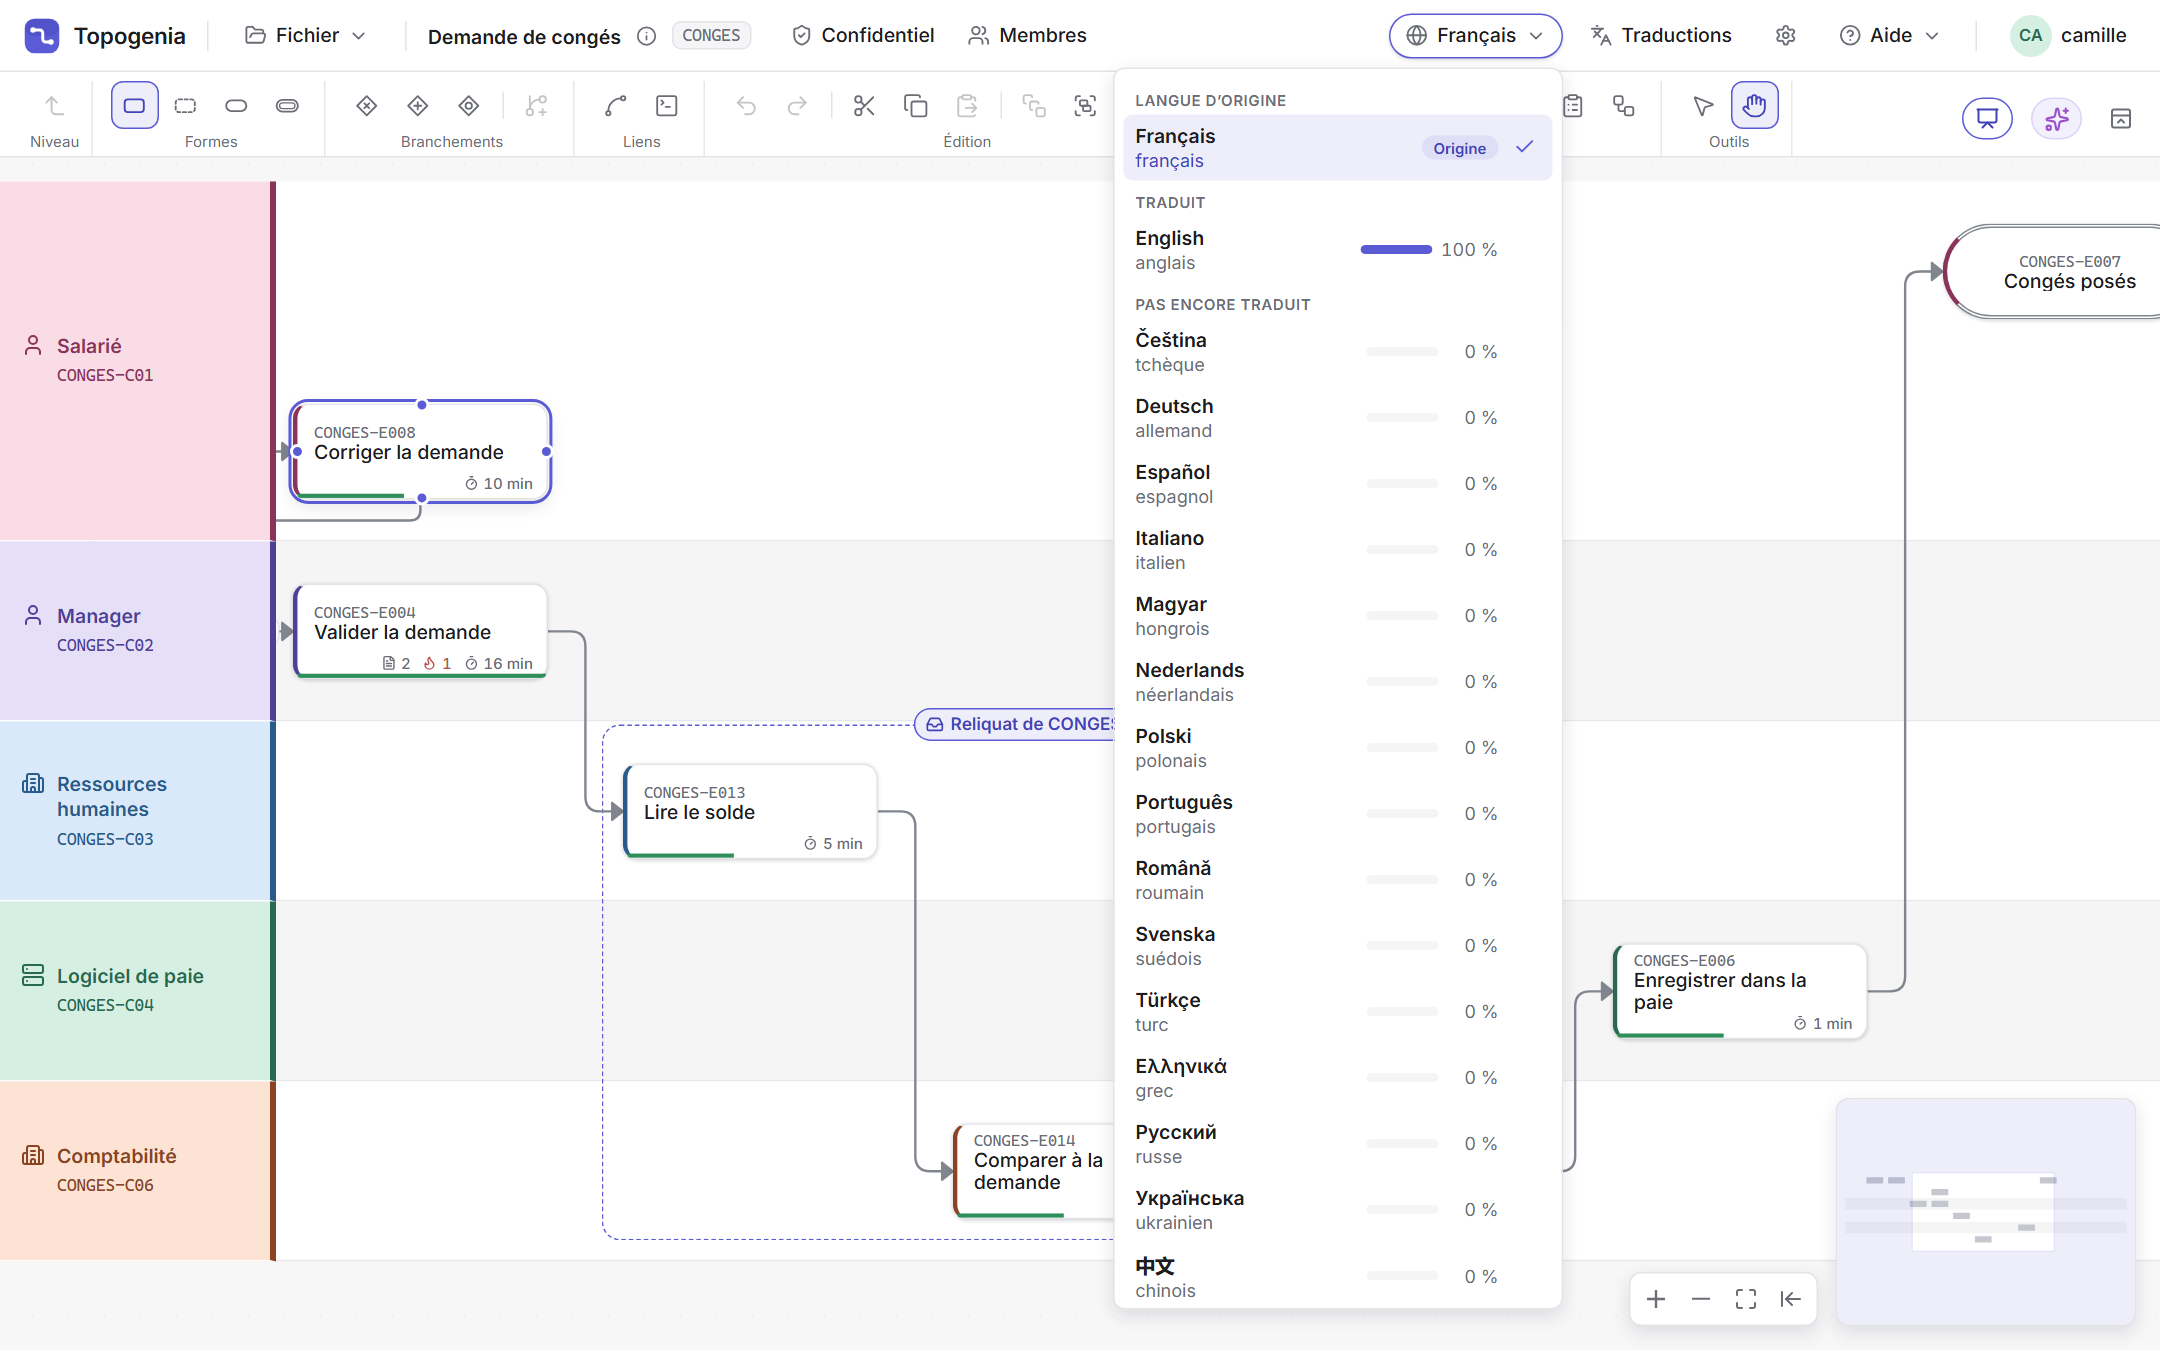 Topogenia
Fichier
Demande de congés
CONGES
Confidentiel
Membres
Français
Traductions
Aide
CA
camille
Niveau
Formes
Branchements
Liens
Édition
Outils
LANGUE D’ORIGINE
Français
français
Origine
TRADUIT
English
anglais
100 %
PAS ENCORE TRADUIT
Čeština
tchèque
0 %
Deutsch
allemand
0 %
Español
espagnol
0 %
Italiano
italien
0 %
Magyar
hongrois
0 %
Nederlands
néerlandais
0 %
Polski
polonais
0 %
Português
portugais
0 %
Română
roumain
0 %
Svenska
suédois
0 %
Türkçe
turc
0 %
Ελληνικά
grec
0 %
Русский
russe
0 %
Українська
ukrainien
0 %
中文
chinois
0 %
Salarié
CONGES-C01
CONGES-E008
Corriger la demande
10 min
CONGES-E007
Congés posés
Manager
CONGES-C02
CONGES-E004
Valider la demande
2
1
16 min
Ressources
humaines
CONGES-C03
Reliquat de CONGES
CONGES-E013
Lire le solde
5 min
Logiciel de paie
CONGES-C04
CONGES-E006
Enregistrer dans la
paie
1 min
Comptabilité
CONGES-C06
CONGES-E014
Comparer à la
demande